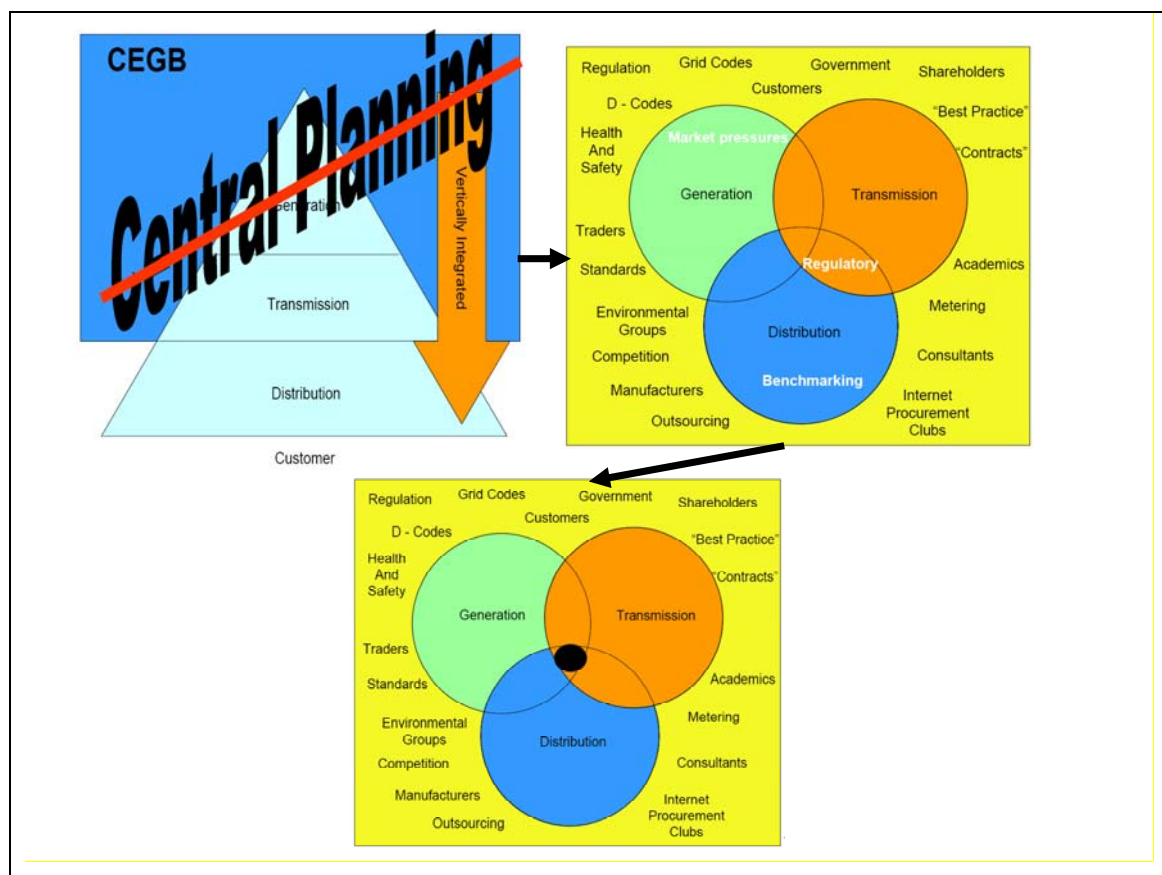 CEGB
Central Planning
Vertically Integrated
Generation
Transmission
Distribution
Customer
Regulation
Grid Codes
Government
Shareholders
Customers
D - Codes
"Best Practice"
Market pressures
Health
And
Safety
"Contracts"
Generation
Transmission
Traders
Standards
Regulatory
Academics
Environmental
Groups
Metering
Distribution
Competition
Consultants
Benchmarking
Manufacturers
Internet
Procurement
Clubs
Outsourcing
Regulation
Grid Codes
Government
Shareholders
Customers
D - Codes
"Best Practice"
Health
And
Safety
"Contracts"
Generation
Transmission
Traders
Standards
Academics
Environmental
Groups
Metering
Distribution
Competition
Consultants
Manufacturers
Internet
Procurement
Clubs
Outsourcing